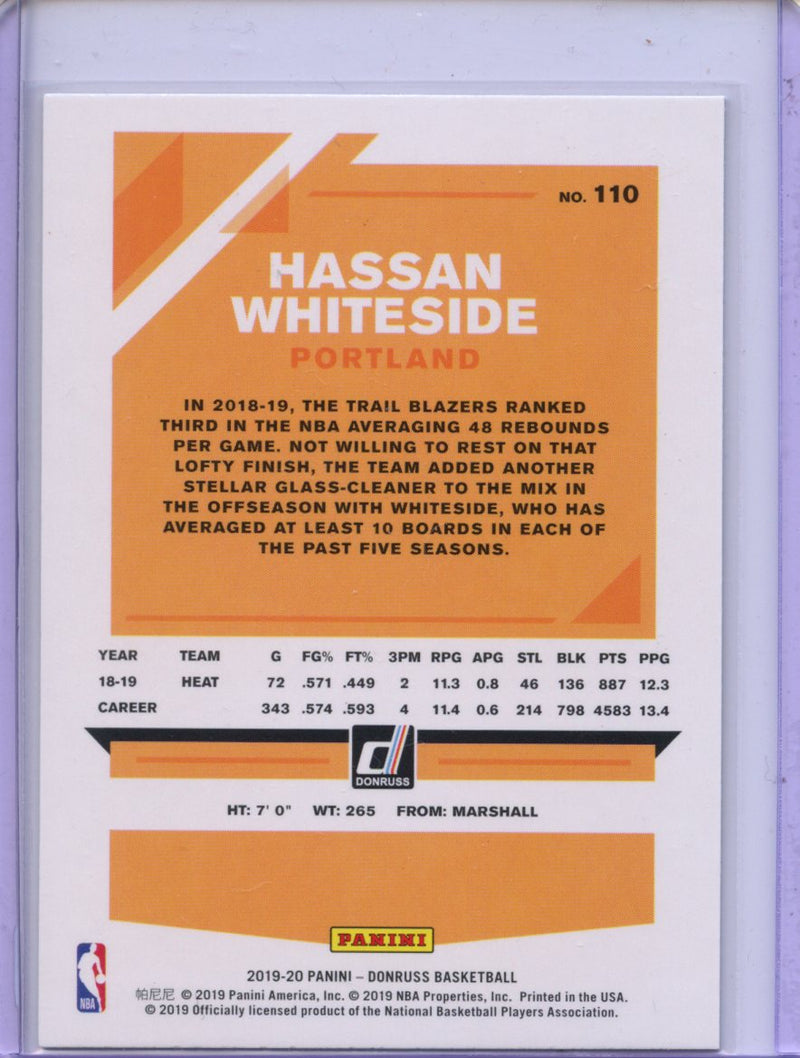 NO. 110
HASSAN
WHITESIDE
PORTLAND
IN 2018-19, THE TRAIL BLAZERS RANKED
THIRD IN THE NBA AVERAGING 48 REBOUNDS
PER GAME. NOT WILLING TO REST ON THAT
LOFTY FINISH, THE TEAM ADDED ANOTHER
STELLAR GLASS-CLEANER TO THE MIX IN
THE OFFSEASON WITH WHITESIDE, WHO HAS
AVERAGED AT LEAST 10 BOARDS IN EACH OF
THE PAST FIVE SEASONS.
YEAR TEAM G FG% FT% 3PM RPG APG STL BLK PTS PPG
18-19 HEAT 72 .571 .449 2 11.3 0.8 46 136 887 12.3
CAREER 343 .574 .593 4 11.4 0.6 214 798 4583 13.4
d
DONRUSS
HT: 7' 0" WT: 265 FROM: MARSHALL
PANINI
NBA
2019-20 PANINI – DONRUSS BASKETBALL
帕尼尼 © 2019 Panini America, Inc. © 2019 NBA Properties, Inc. Printed in the USA.
© 2019 Officially licensed product of the National Basketball Players Association.